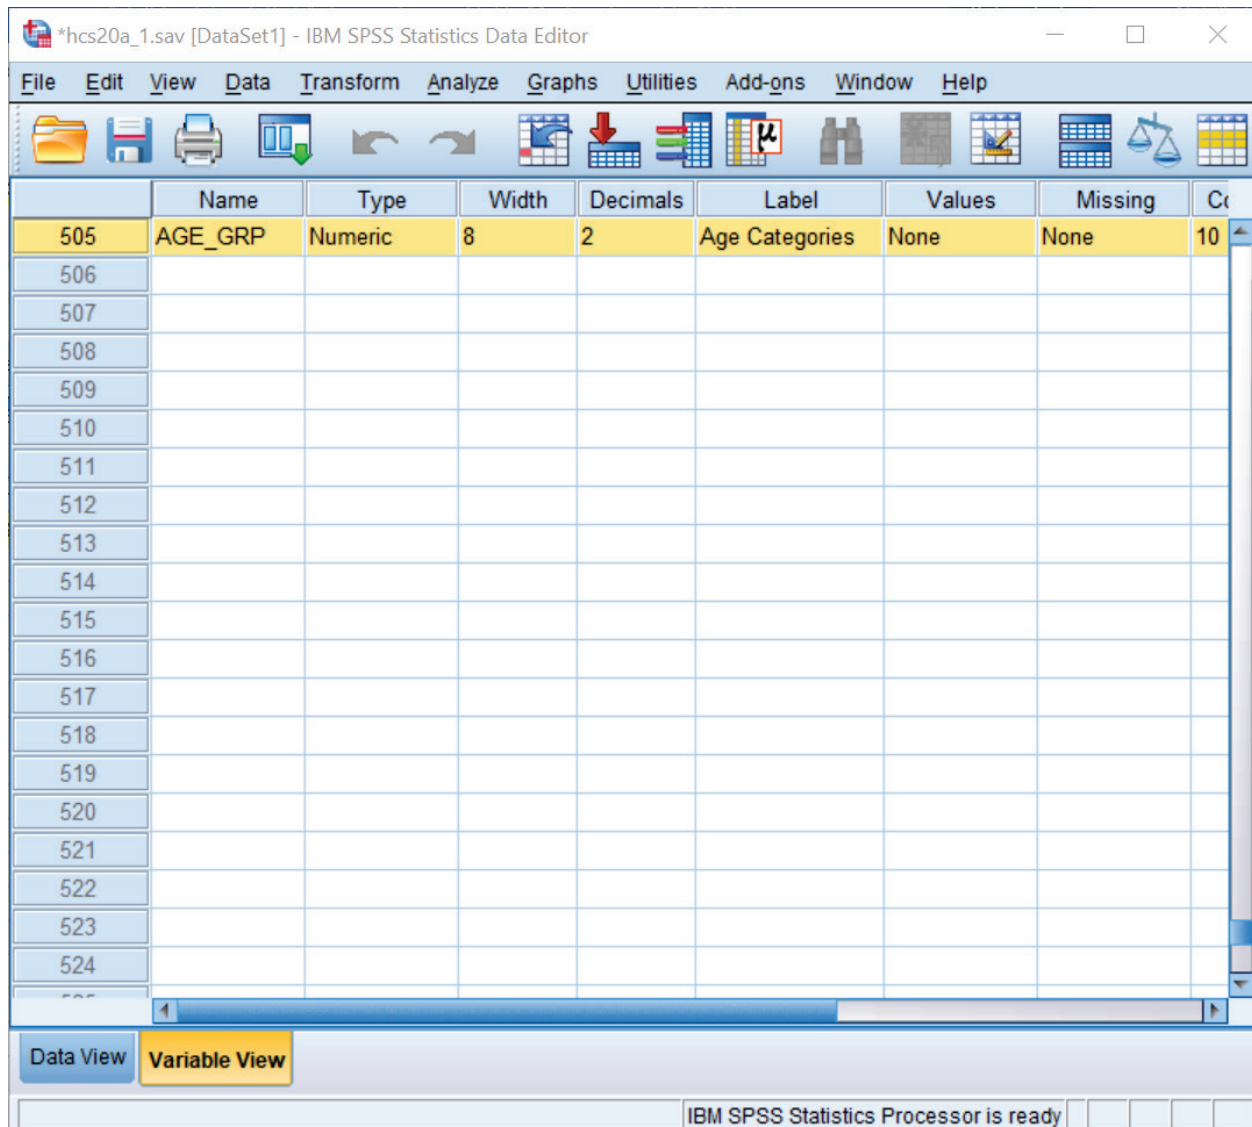 *hcs20a_1.sav [DataSet1] - IBM SPSS Statistics Data Editor
File Edit View Data Transform Analyze Graphs Utilities Add-ons Window Help
μ
Name Type Width Decimals Label Values Missing
505 AGE_GRP Numeric 8 2 Age Categories None None 10
506
507
508
509
510
511
512
513
514
515
516
517
518
519
520
521
522
523
524
Data View Variable View
IBM SPSS Statistics Processor is ready